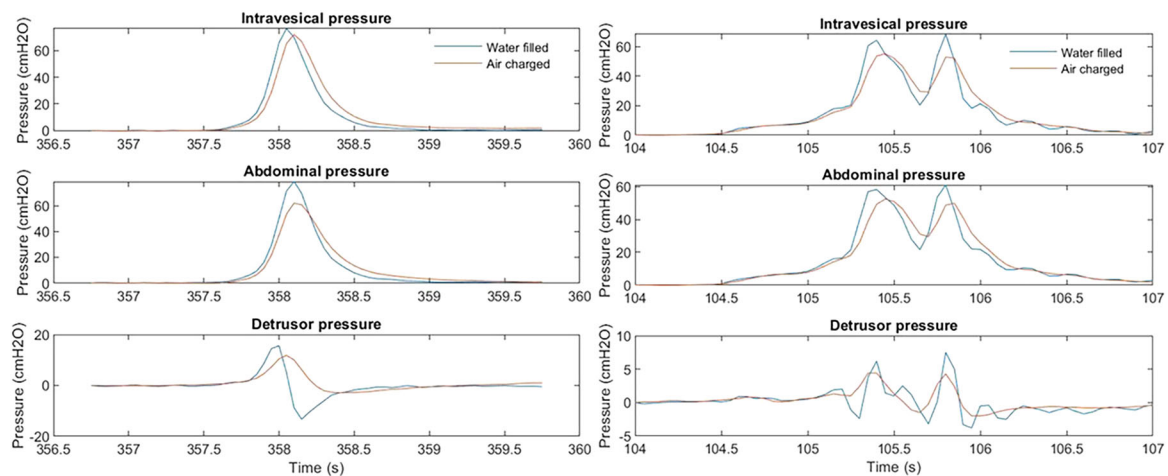 Intravesical pressure
Pressure (cmH2O)
60
40
20
0
Water filled
Air charged
356.5 357 357.5 358 358.5 359 359.5 360
Abdominal pressure
Pressure (cmH2O)
60
40
20
0
356.5 357 357.5 358 358.5 359 359.5 360
Detrusor pressure
Pressure (cmH2O)
20
0
-20
356.5 357 357.5 358 358.5 359 359.5 360
Time (s)
Intravesical pressure
Pressure (cmH2O)
60
40
20
0
Water filled
Air charged
104 104.5 105 105.5 106 106.5 107
Abdominal pressure
Pressure (cmH2O)
60
40
20
0
104 104.5 105 105.5 106 106.5 107
Detrusor pressure
Pressure (cmH2O)
10
5
0
-5
104 104.5 105 105.5 106 106.5 107
Time (s)